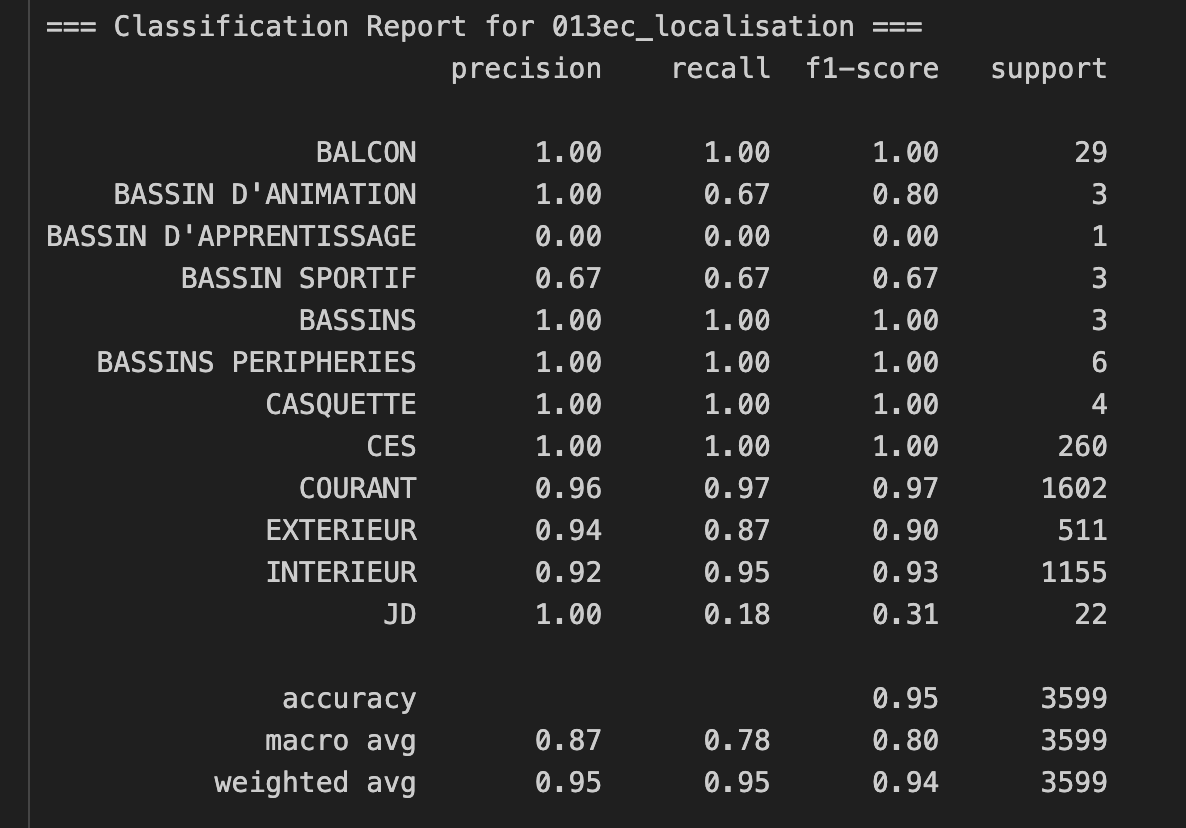 === Classification Report for 013ec_localisation ===
precision recall f1-score support
BALCON 1.00 1.00 1.00 29
BASSIN D'ANIMATION 1.00 0.67 0.80 3
BASSIN D'APPRENTISSAGE 0.00 0.00 0.00 1
BASSIN SPORTIF 0.67 0.67 0.67 3
BASSINS 1.00 1.00 1.00 3
BASSINS PERIPHERIES 1.00 1.00 1.00 6
CASQUETTE 1.00 1.00 1.00 4
CES 1.00 1.00 1.00 260
COURANT 0.96 0.97 0.97 1602
EXTERIEUR 0.94 0.87 0.90 511
INTERIEUR 0.92 0.95 0.93 1155
JD 1.00 0.18 0.31 22
accuracy 0.95 3599
macro avg 0.87 0.78 0.80 3599
weighted avg 0.95 0.95 0.94 3599